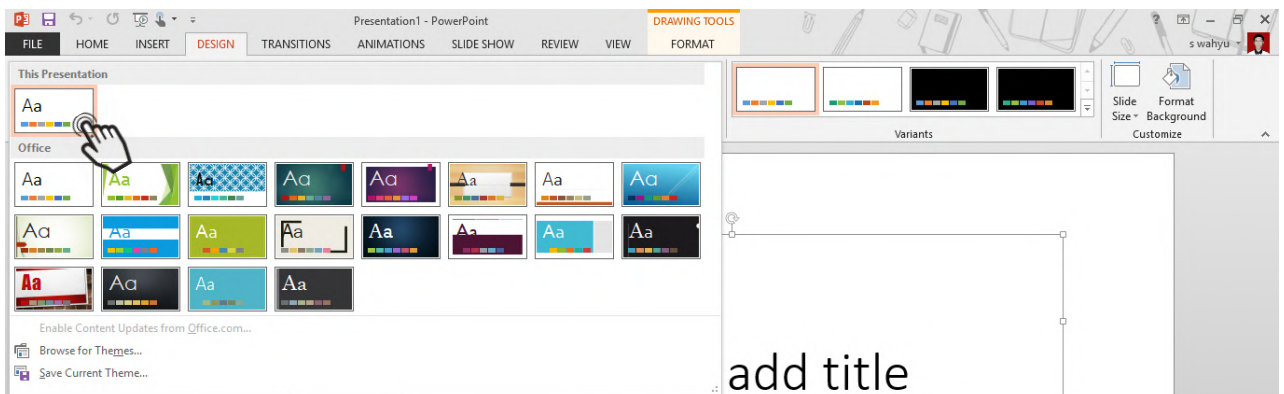 Presentation1 - PowerPoint
DRAWING TOOLS
?
FILE HOME INSERT DESIGN TRANSITIONS ANIMATIONS SLIDE SHOW REVIEW VIEW FORMAT
s wahyu
This Presentation
Aa
Office
Aa Aa Aa Aa Aa Aa Aa Aa
Aa Aa Aa Aa Aa Aa Aa Aa
Aa Aa Aa Aa
Enable Content Updates from Office.com...
Browse for Themes...
Save Current Theme...
Variants
Slide Size
Format Background
Customize
add title